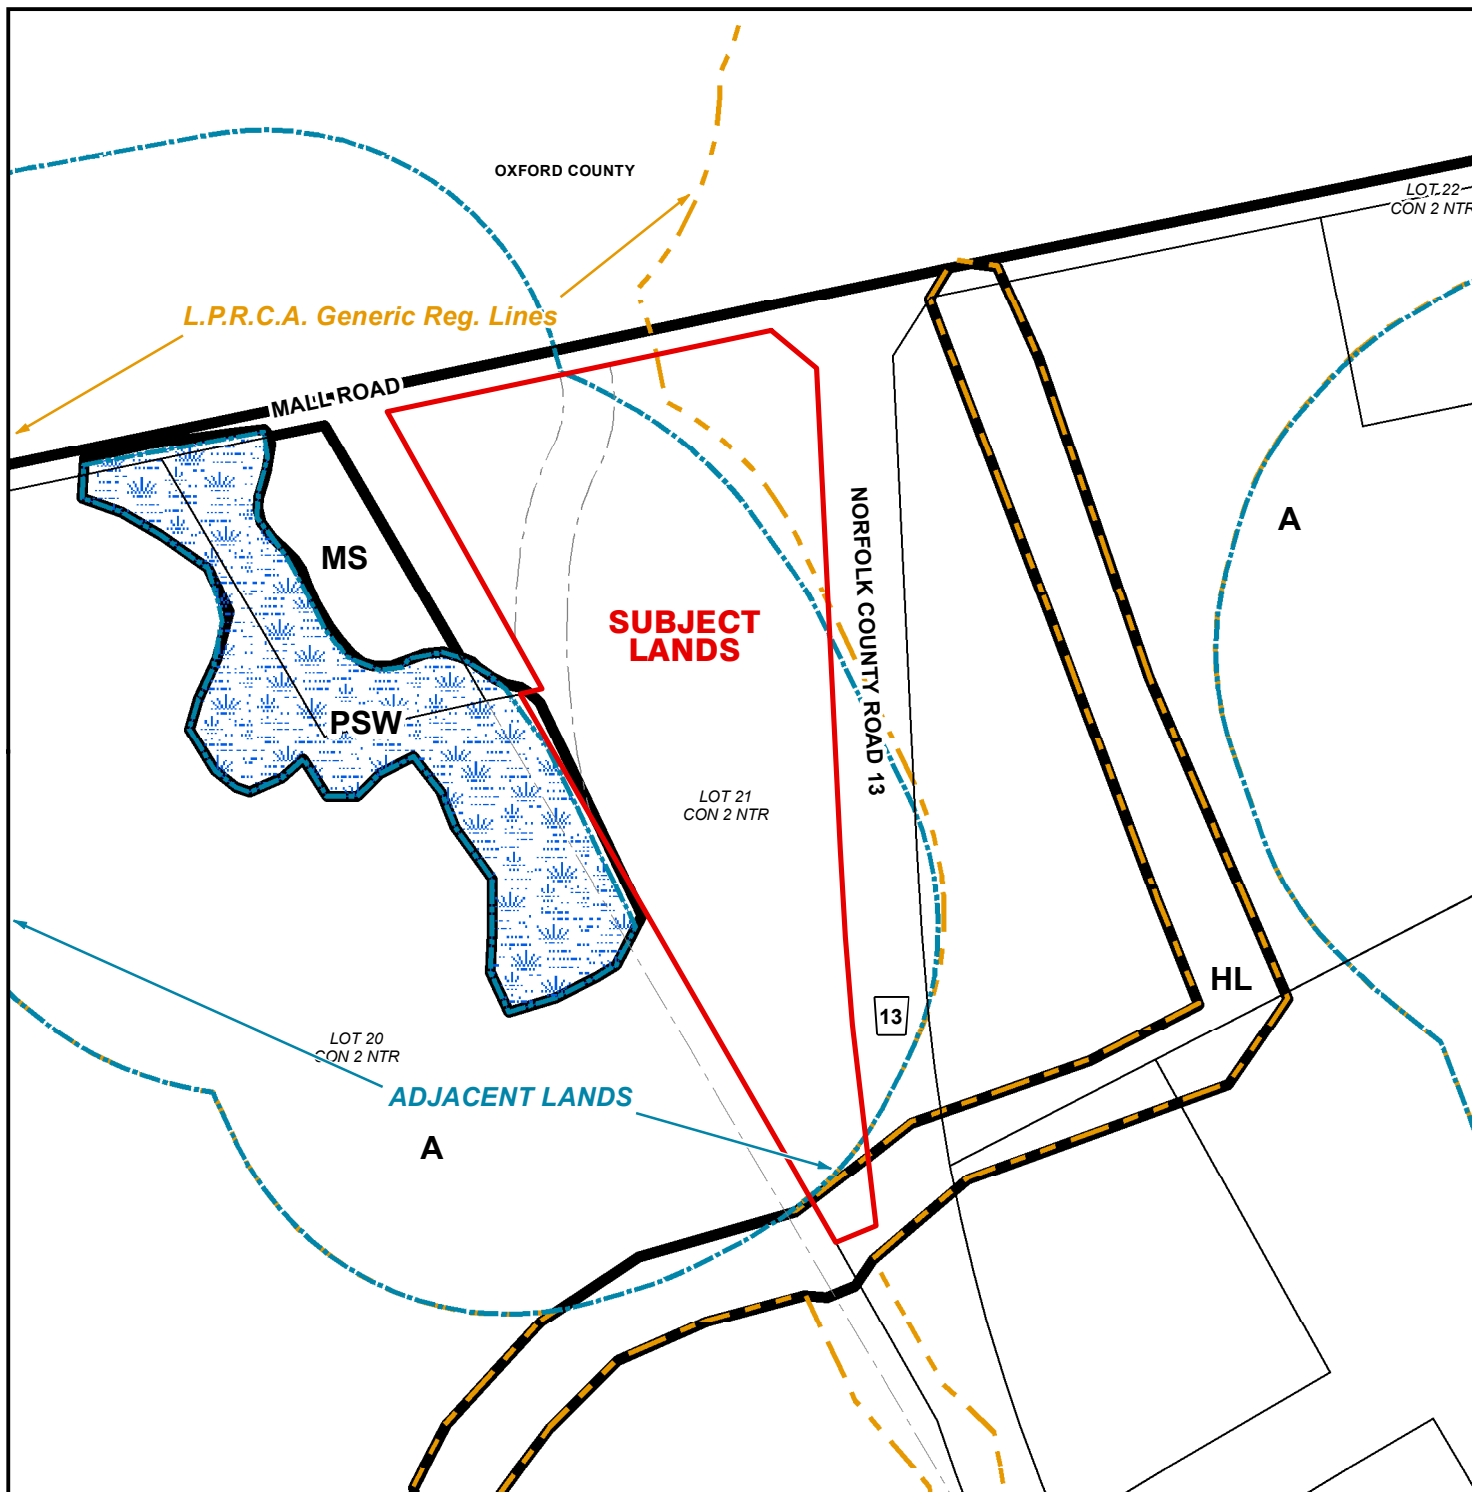 OXFORD COUNTY
LOT 22
CON 2 NTR
L.P.R.C.A. Generic Reg. Lines
MALL ROAD
MS
A
NORFOLK COUNTY ROAD 13
SUBJECT
LANDS
PSW
LOT 21
CON 2 NTR
HL
13
LOT 20
CON 2 NTR
ADJACENT LANDS
A